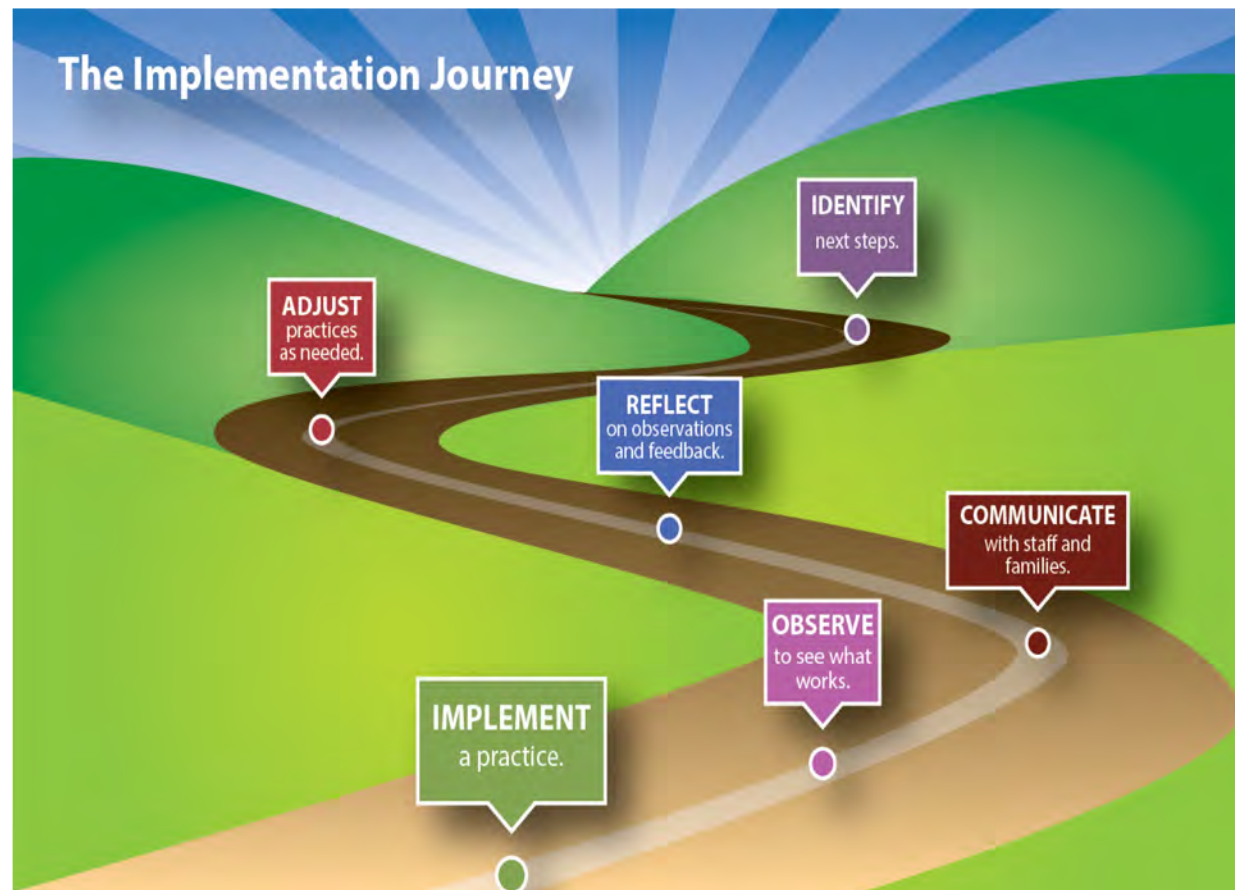 The Implementation Journey
IDENTIFY
next steps.
ADJUST
practices
as needed.
REFLECT
on observations
and feedback.
COMMUNICATE
with staff and
families.
OBSERVE
to see what
works.
IMPLEMENT
a practice.